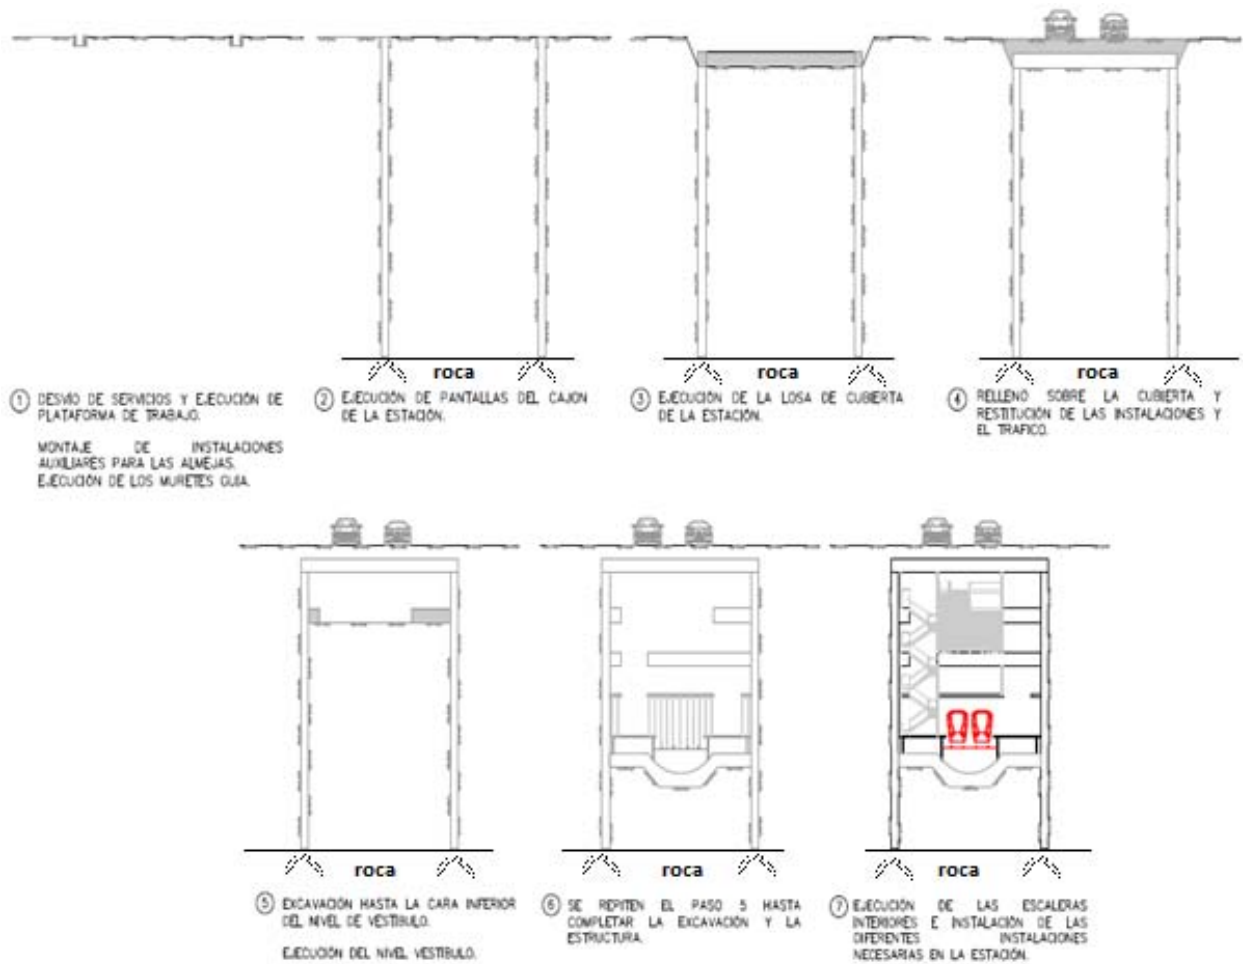 roca
roca
roca
① DESVÍO DE SERVICIOS Y EJECUCIÓN DE
PLATAFORMA DE TRABAJO.
MONTAJE DE INSTALACIONES
AUXILIARES PARA LAS ALMEJAS.
EJECUCIÓN DE LOS MURETES GUIA.
② EJECUCIÓN DE PANTALLAS DEL CAJON
DE LA ESTACIÓN.
③ EJECUCIÓN DE LA LOSA DE CUBIERTA
DE LA ESTACIÓN.
④ RELLENO SOBRE LA CUBIERTA Y
RESTITUCIÓN DE LAS INSTALACIONES Y
EL TRAFICO.
roca
roca
roca
⑤ EXCAVACIÓN HASTA LA CARA INFERIOR
DEL NIVEL DE VESTÍBULO.
EJECUCIÓN DEL NIVEL VESTÍBULO.
⑥ SE REPITEN EL PASO 5 HASTA
COMPLETAR LA EXCAVACIÓN Y LA
ESTRUCTURA.
⑦ EJECUCIÓN DE LAS ESCALERAS
INTERIORES E INSTALACIÓN DE LAS
DIFERENTES INSTALACIONES
NECESARIAS EN LA ESTACIÓN.